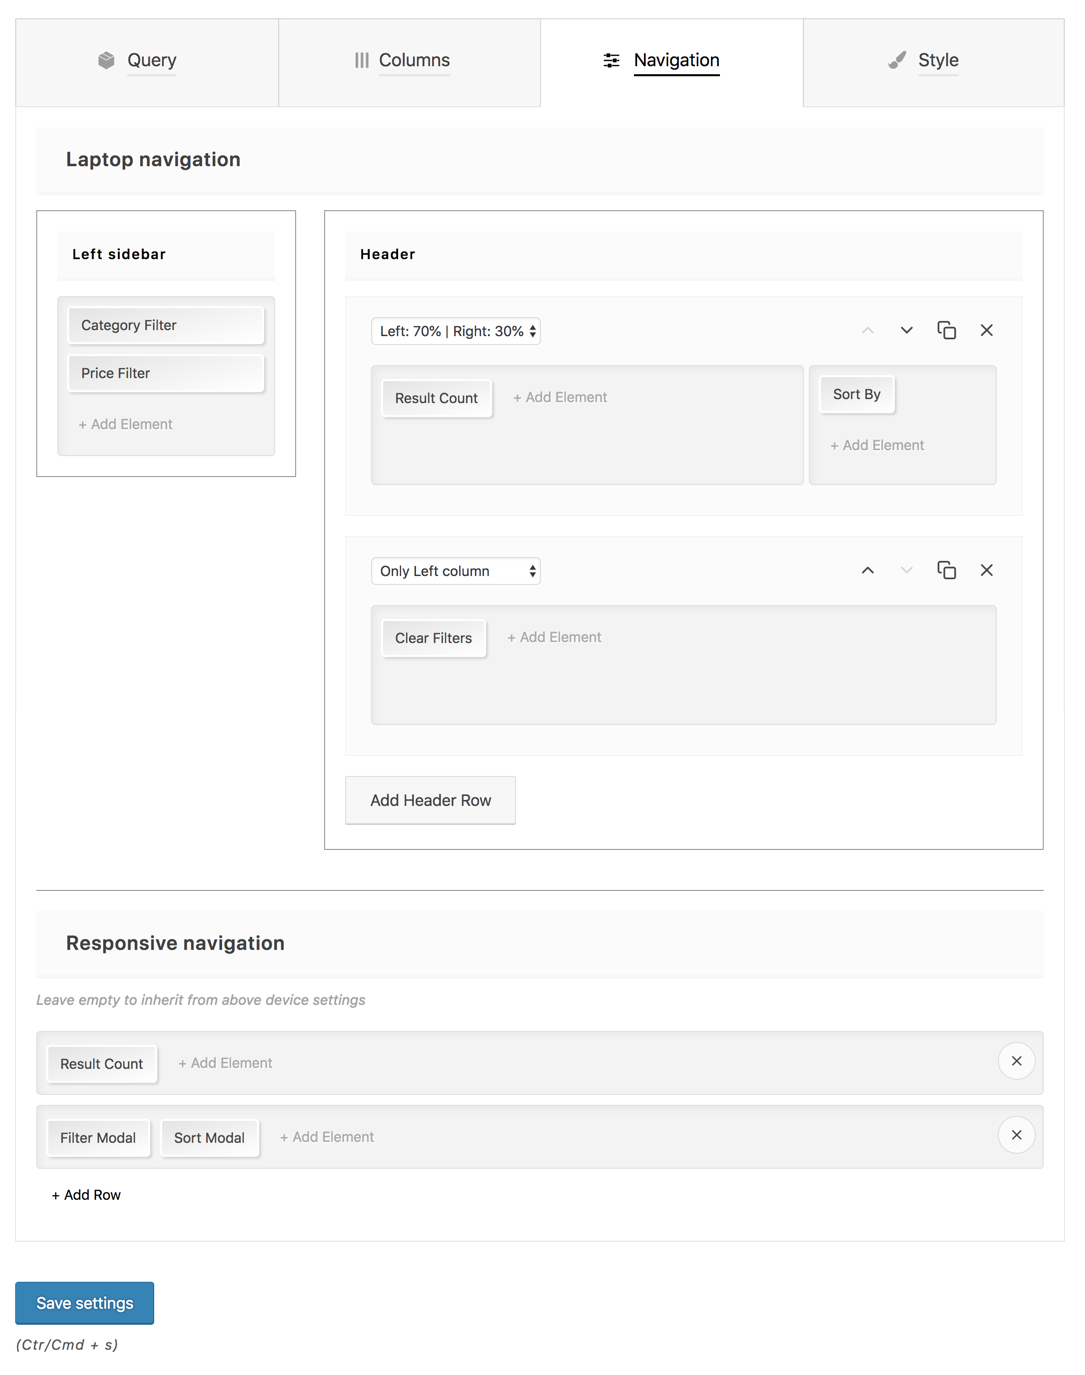 Query
Columns
Navigation
Style
Laptop navigation
Left sidebar
Category Filter
Price Filter
+ Add Element
Header
Left: 70% | Right: 30%
Result Count
+ Add Element
Sort By
+ Add Element
Only Left column
Clear Filters
+ Add Element
Add Header Row
Responsive navigation
Leave empty to inherit from above device settings
Result Count
+ Add Element
Filter Modal
Sort Modal
+ Add Element
+ Add Row
Save settings
(Ctr/Cmd + s)